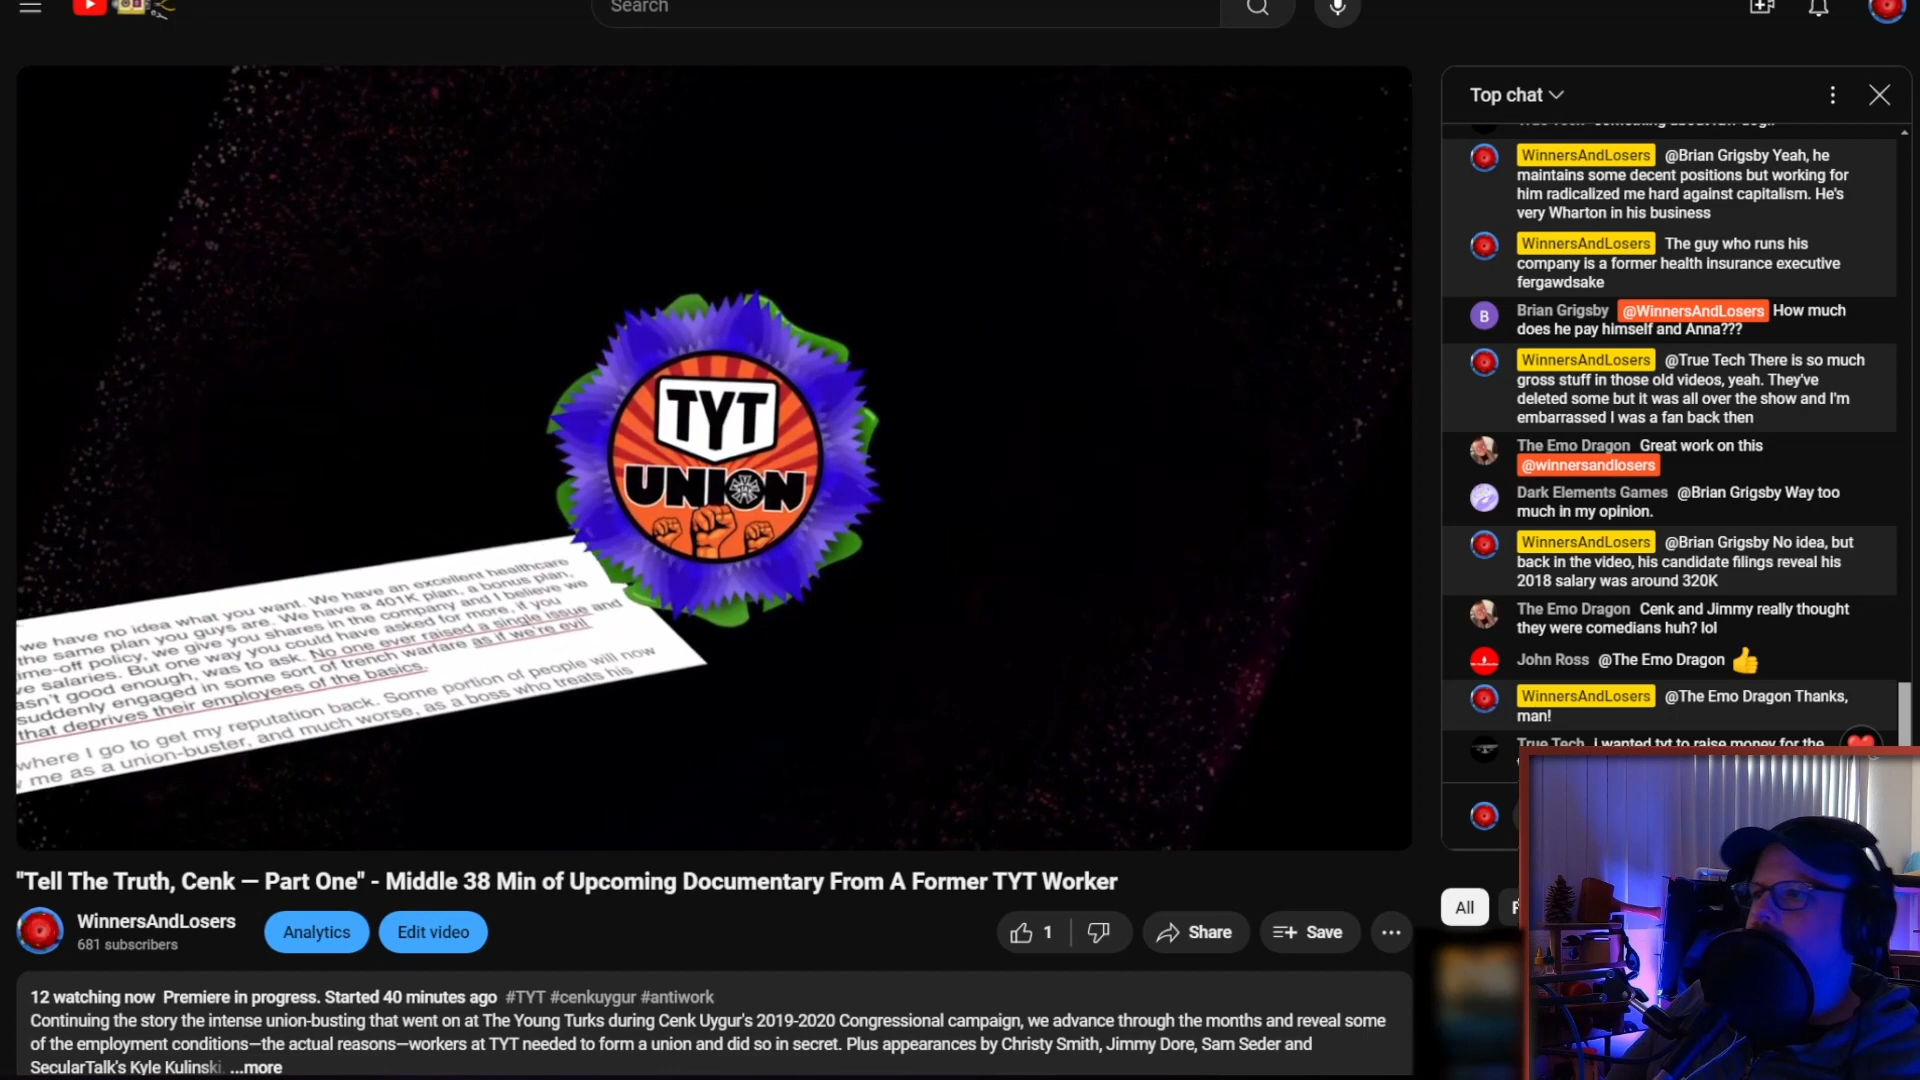 Search
Top chat
WinnersAndLosers @Brian Grigsby Yeah, he
maintains some decent positions but working for
him radicalized me hard against capitalism. He's
very Wharton in his business
WinnersAndLosers The guy who runs his
company is a former health insurance executive
fergawdsake
B
Brian Grigsby @WinnersAndLosers How much
does he pay himself and Anna???
WinnersAndLosers @True Tech There is so much
gross stuff in those old videos, yeah. They've
deleted some but it was all over the show and I'm
embarrassed I was a fan back then
The Emo Dragon Great work on this
@winnersandlosers
Dark Elements Games @Brian Grigsby Way too
much in my opinion.
WinnersAndLosers @Brian Grigsby No idea, but
back in the video, his candidate filings reveal his
2018 salary was around 320K
The Emo Dragon Cenk and Jimmy really thought
they were comedians huh? lol
John Ross @The Emo Dragon 👍
WinnersAndLosers @The Emo Dragon Thanks,
man!
True Tech i wanted tyt to raise money for the
TYT
UNION
we have no idea what you want. We have an excellent healthcare
the same plan you guys are. We have a 401K plan, a bonus plan,
me-off policy, we give you shares in the company and I believe we
ve salaries. But one way you could have asked for more, if you
asn't good enough, was to ask. No one ever raised a single issue and
suddenly engaged in some sort of trench warfare as if we're evil
that deprives their employees of the basics.
where I go to get my reputation back. Some portion of people will now
me as a union-buster, and much worse, as a boss who treats his
"Tell The Truth, Cenk — Part One" - Middle 38 Min of Upcoming Documentary From A Former TYT Worker
WinnersAndLosers
681 subscribers
Analytics
Edit video
1
Share
Save
All
12 watching now Premiere in progress. Started 40 minutes ago #TYT #cenkuygur #antiwork
Continuing the story the intense union-busting that went on at The Young Turks during Cenk Uygur's 2019-2020 Congressional campaign, we advance through the months and reveal some
of the employment conditions—the actual reasons—workers at TYT needed to form a union and did so in secret. Plus appearances by Christy Smith, Jimmy Dore, Sam Seder and
SecularTalk's Kyle Kulinski. ...more